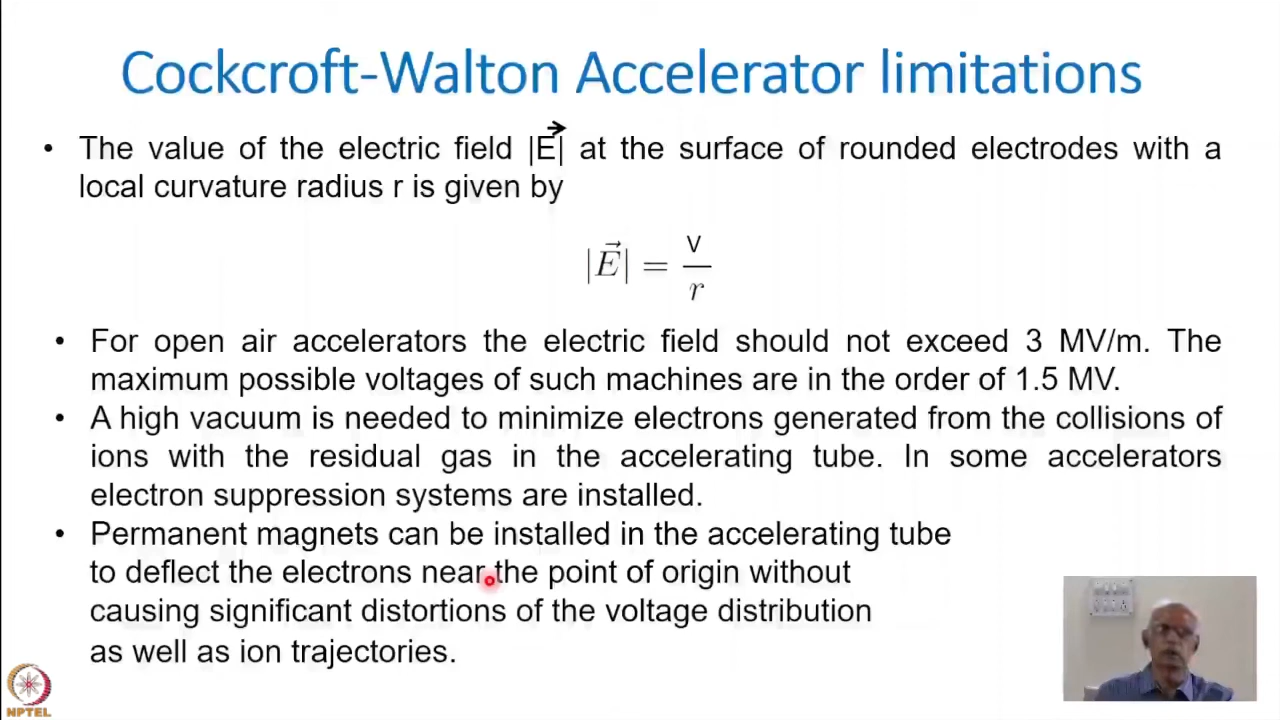 Cockcroft-Walton Accelerator limitations
• The value of the electric field |E⃗| at the surface of rounded electrodes with a
local curvature radius r is given by
|E⃗| = v/r
• For open air accelerators the electric field should not exceed 3 MV/m. The
maximum possible voltages of such machines are in the order of 1.5 MV.
• A high vacuum is needed to minimize electrons generated from the collisions of
ions with the residual gas in the accelerating tube. In some accelerators
electron suppression systems are installed.
• Permanent magnets can be installed in the accelerating tube
to deflect the electrons near the point of origin without
causing significant distortions of the voltage distribution
as well as ion trajectories.
NPTEL